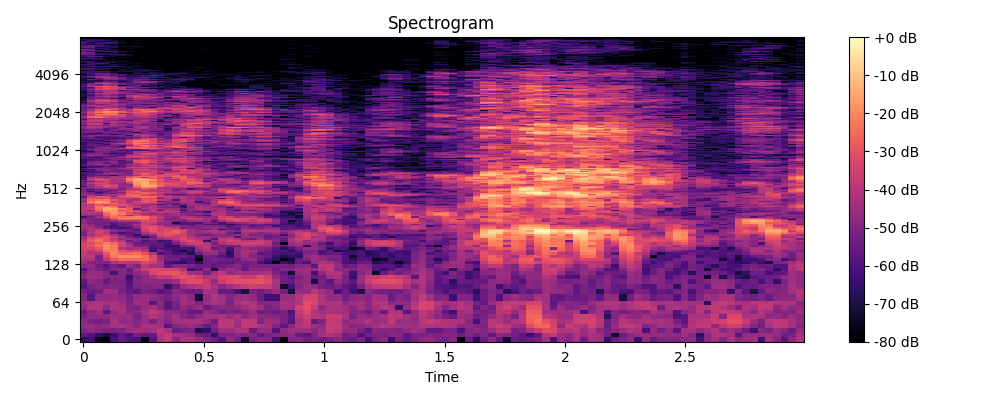 Spectrogram
+0 dB
4096
-10 dB
2048
-20 dB
1024
-30 dB
Hz
512
-40 dB
256
-50 dB
128
-60 dB
64
-70 dB
0
-80 dB
0
0.5
1
1.5
2
2.5
Time